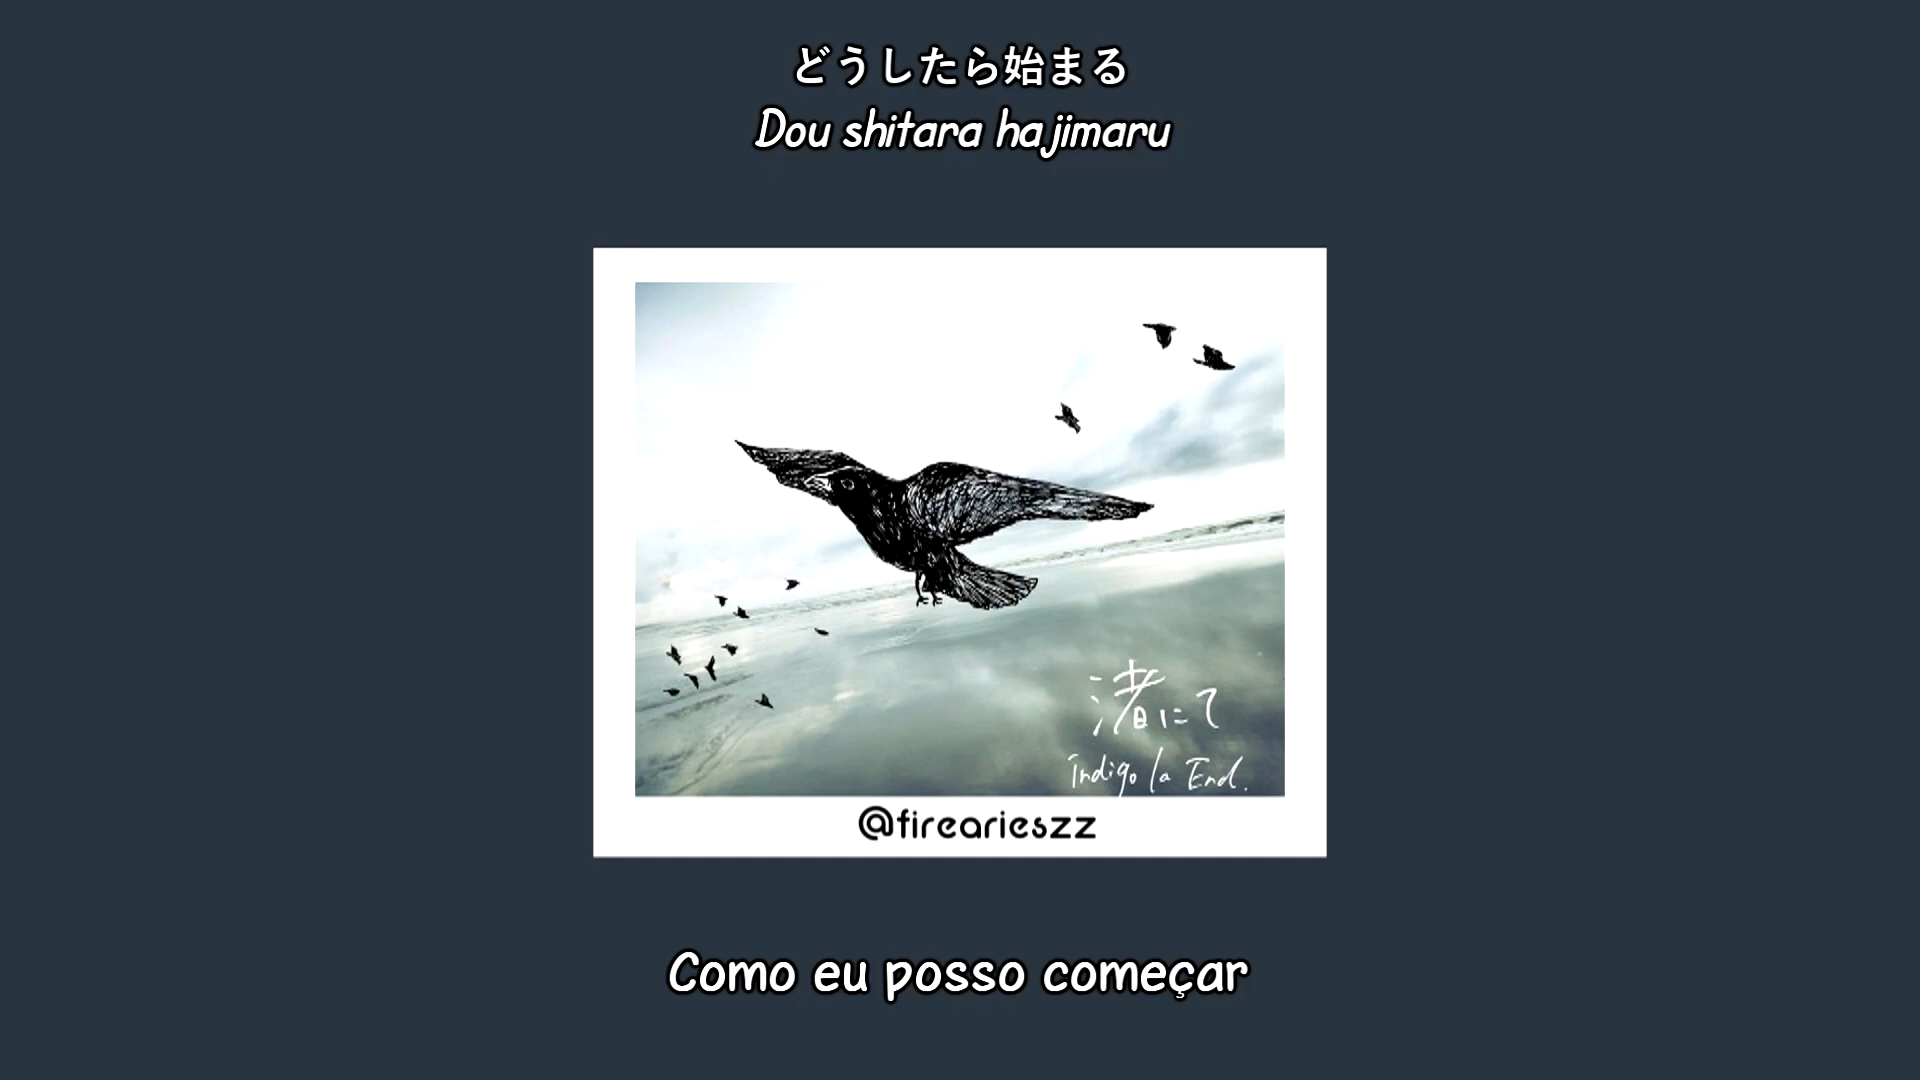 どうしたら始まる
Dou shitara hajimaru
渚にて
indigo la End.
@firearieszz
Como eu posso começar